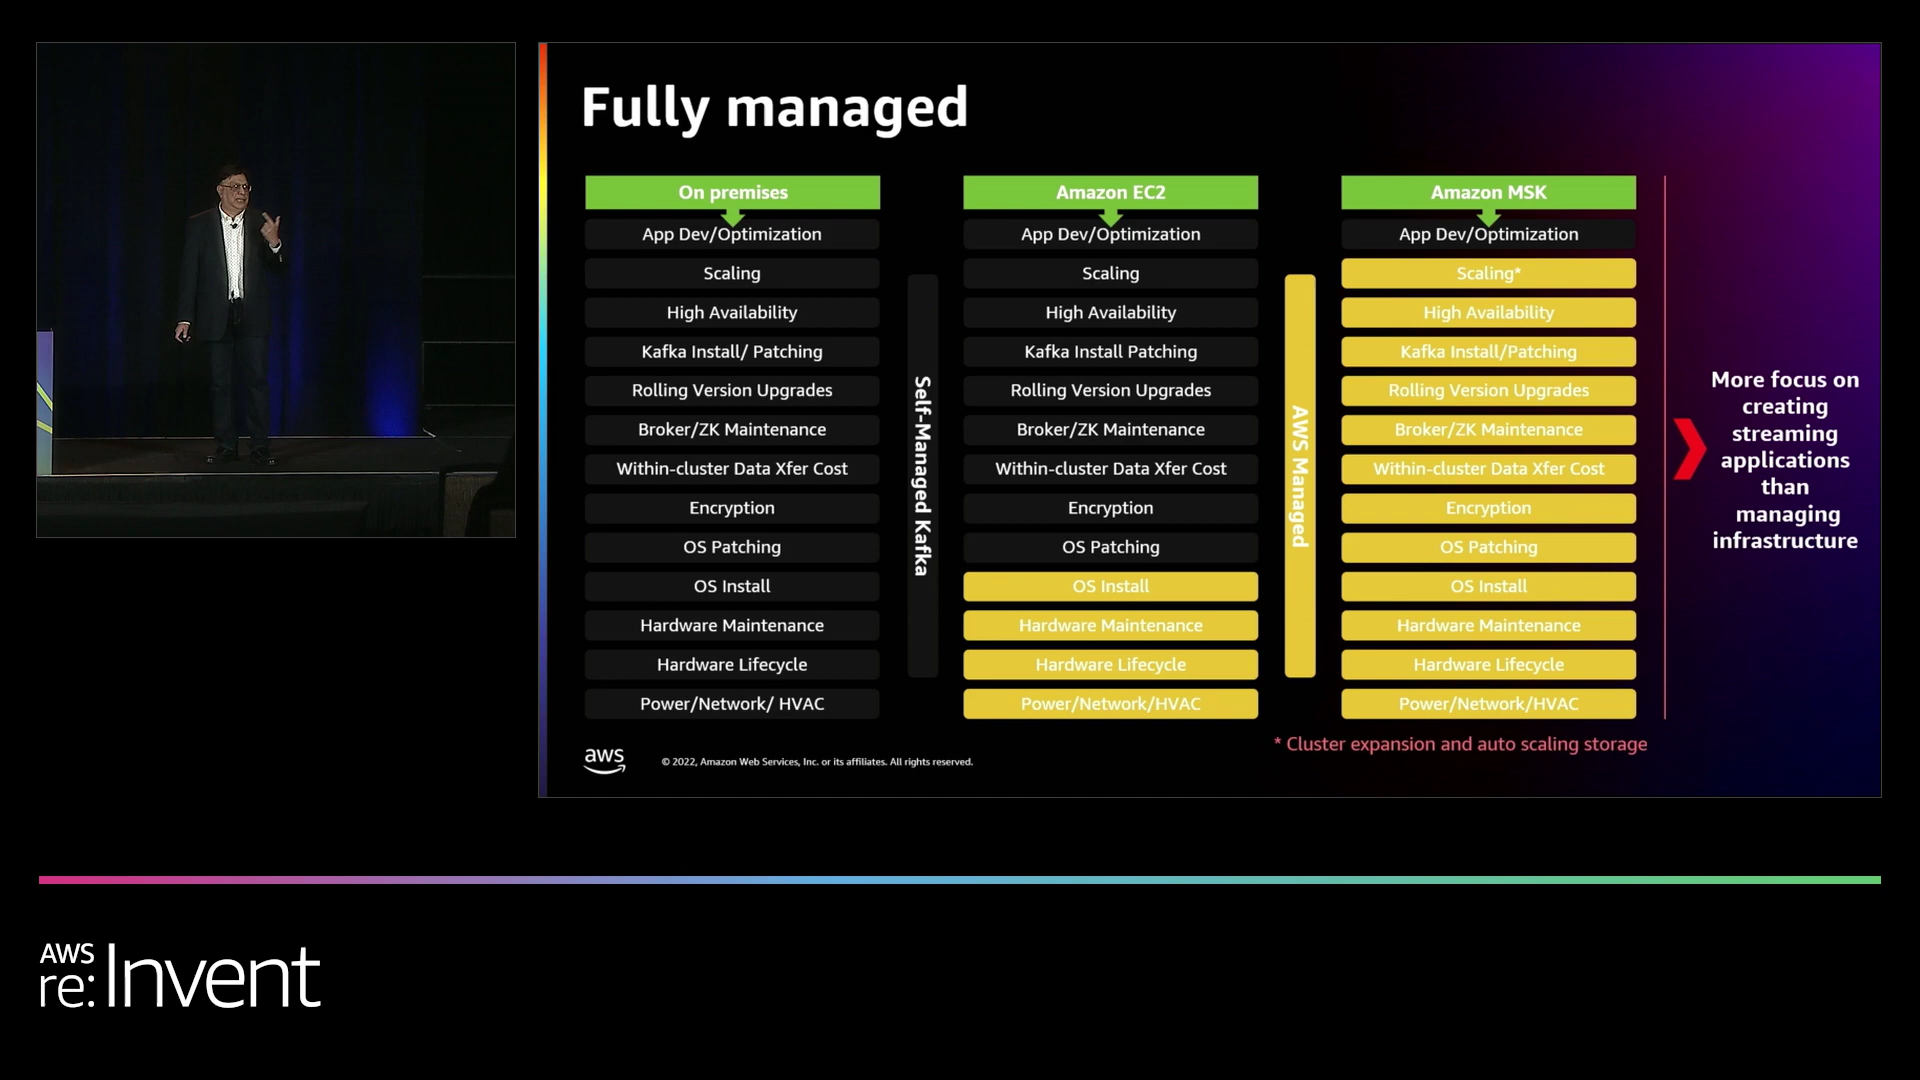 Fully managed
On premises
App Dev/Optimization
Scaling
High Availability
Kafka Install/ Patching
Rolling Version Upgrades
Broker/ZK Maintenance
Within-cluster Data Xfer Cost
Encryption
OS Patching
OS Install
Hardware Maintenance
Hardware Lifecycle
Power/Network/ HVAC
Self-Managed Kafka
Amazon EC2
App Dev/Optimization
Scaling
High Availability
Kafka Install Patching
Rolling Version Upgrades
Broker/ZK Maintenance
Within-cluster Data Xfer Cost
Encryption
OS Patching
OS Install
Hardware Maintenance
Hardware Lifecycle
Power/Network/HVAC
AWS Managed
Amazon MSK
App Dev/Optimization
Scaling*
High Availability
Kafka Install/Patching
Rolling Version Upgrades
Broker/ZK Maintenance
Within-cluster Data Xfer Cost
Encryption
OS Patching
OS Install
Hardware Maintenance
Hardware Lifecycle
Power/Network/HVAC
More focus on
creating
streaming
applications
than
managing
infrastructure
* Cluster expansion and auto scaling storage
aws
© 2022, Amazon Web Services, Inc. or its affiliates. All rights reserved.
AWS
re:Invent